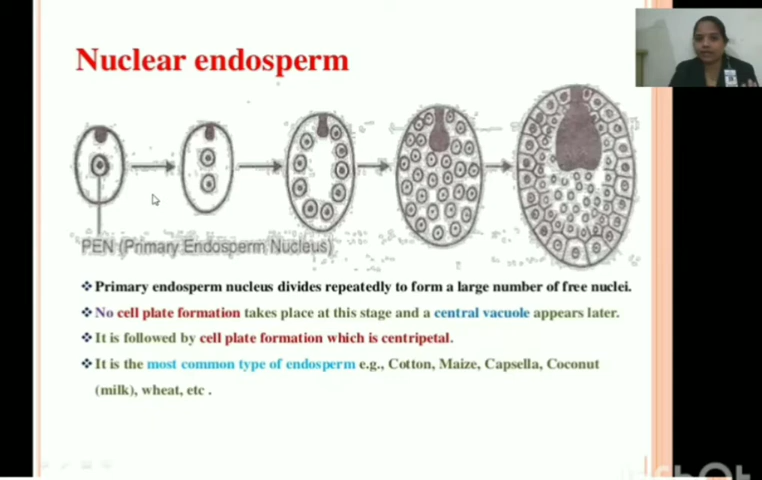 Nuclear endosperm
PEN (Primary Endosperm Nucleus)
❖Primary endosperm nucleus divides repeatedly to form a large number of free nuclei.
❖No cell plate formation takes place at this stage and a central vacuole appears later.
❖It is followed by cell plate formation which is centripetal.
❖It is the most common type of endosperm e.g., Cotton, Maize, Capsella, Coconut
(milk), wheat, etc .